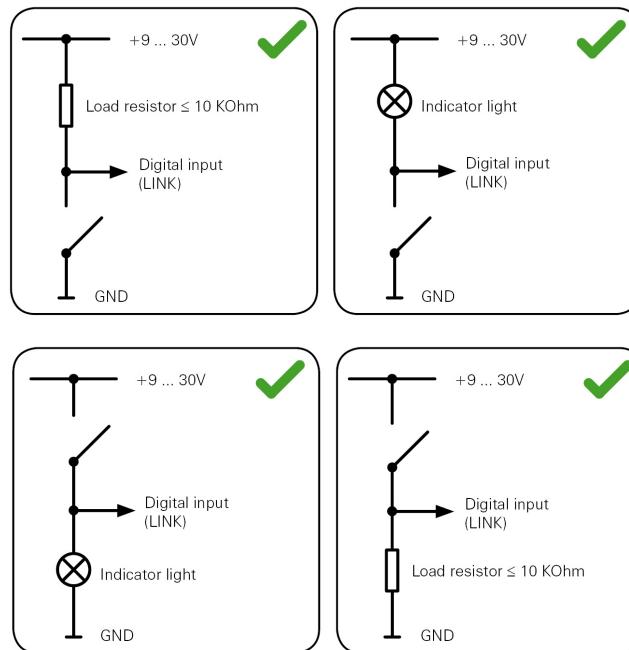 +9 ... 30V
Load resistor ≤ 10 KOhm
Digital input
(LINK)
GND
+9 ... 30V
Indicator light
Digital input
(LINK)
GND
+9 ... 30V
Digital input
(LINK)
Indicator light
GND
+9 ... 30V
Digital input
(LINK)
Load resistor ≤ 10 KOhm
GND